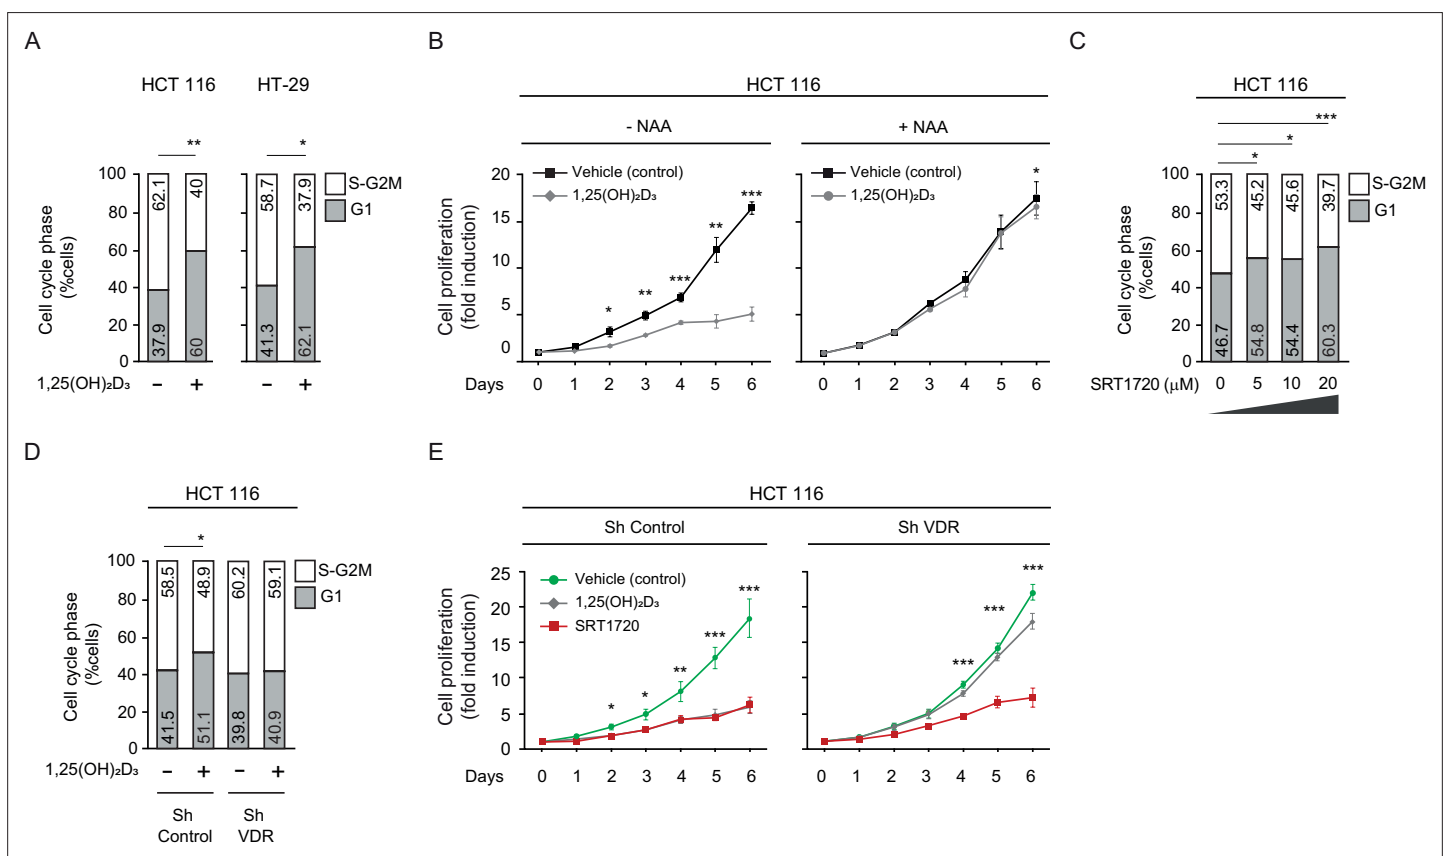 A
HCT 116
HT-29
**
*
100
80
60
40
20
0
Cell cycle phase
(%cells)
62.1
37.9
40
60
58.7
41.3
37.9
62.1
S-G2M
G1
1,25(OH)₂D₃
–
+
–
+
B
HCT 116
- NAA
+ NAA
20
15
10
5
0
Cell proliferation
(fold induction)
Vehicle (control)
1,25(OH)₂D₃
*
**
***
**
***
Vehicle (control)
1,25(OH)₂D₃
*
Days
0 1 2 3 4 5 6
0 1 2 3 4 5 6
C
HCT 116
***
*
*
100
80
60
40
20
0
Cell cycle phase
(%cells)
53.3
46.7
45.2
54.8
45.6
54.4
39.7
60.3
S-G2M
G1
SRT1720 (µM) 0 5 10 20
D
HCT 116
*
100
80
60
40
20
0
Cell cycle phase
(%cells)
58.5
41.5
48.9
51.1
60.2
39.8
59.1
40.9
S-G2M
G1
1,25(OH)₂D₃
–
+
–
+
Sh
Control
Sh
VDR
E
HCT 116
Sh Control
Sh VDR
25
20
15
10
5
0
Cell proliferation
(fold induction)
Vehicle (control)
1,25(OH)₂D₃
SRT1720
*
*
**
***
***
***
***
***
Days
0 1 2 3 4 5 6
0 1 2 3 4 5 6